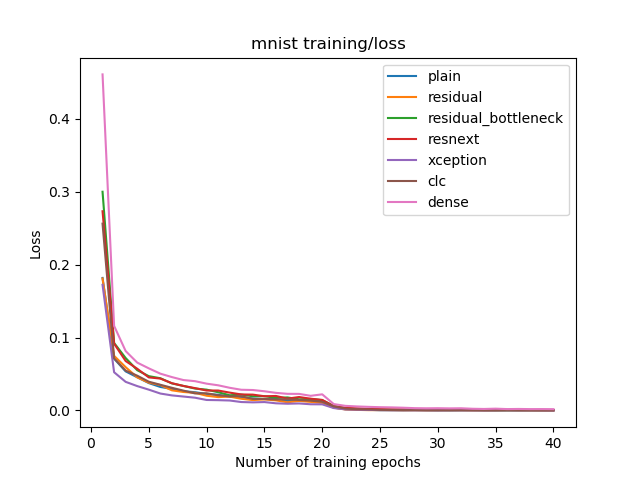 mnist training/loss
plain
residual
residual_bottleneck
resnext
xception
clc
dense
Loss
0.4
0.3
0.2
0.1
0.0
0 5 10 15 20 25 30 35 40
Number of training epochs